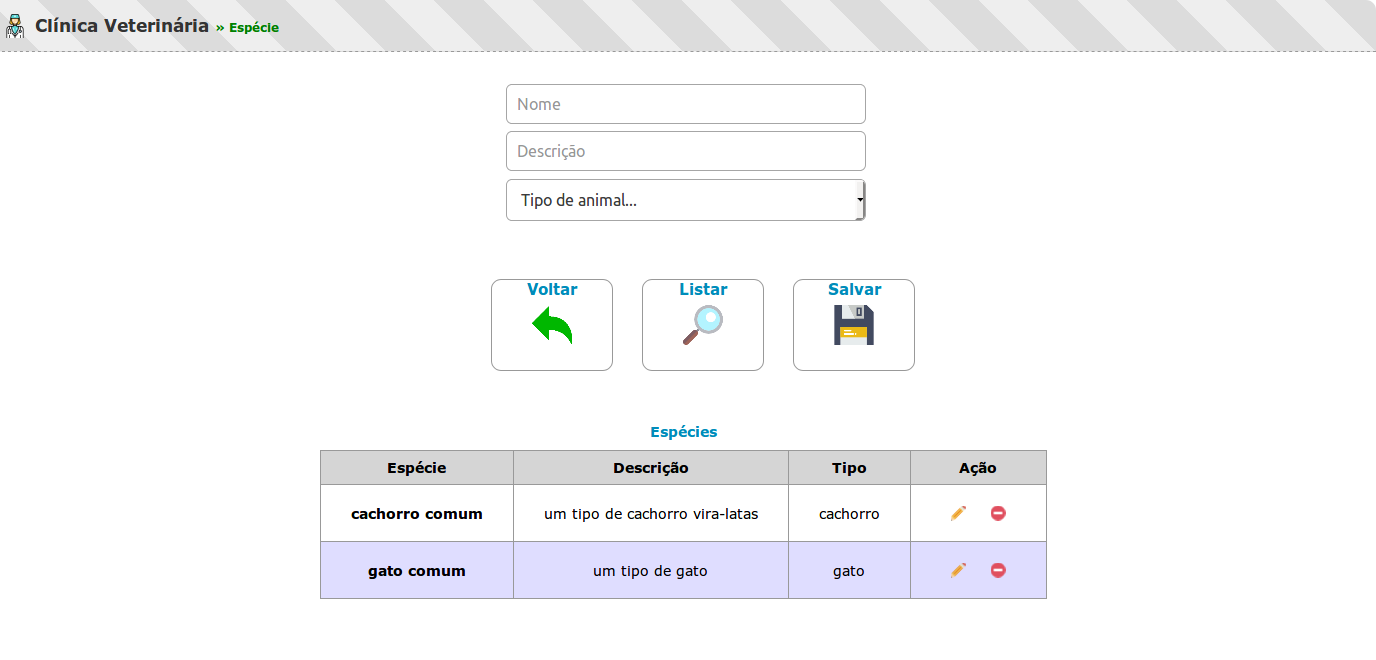 Clínica Veterinária » Espécie
Nome
Descrição
Tipo de animal...
Voltar Listar Salvar
Espécies
Espécie Descrição Tipo Ação
cachorro comum um tipo de cachorro vira-latas cachorro
gato comum um tipo de gato gato